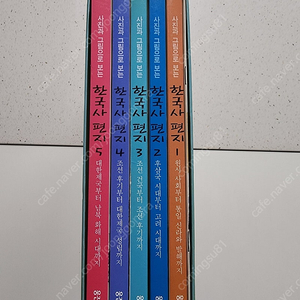 사진과 그림으로 보는
한국사 편지 5
대한제국부터 남북 화해 시대까지
사진과 그림으로 보는
한국사 편지 4
조선 후기부터 대한제국 성립까지
사진과 그림으로 보는
한국사 편지 3
조선 건국부터 조선 후기까지
사진과 그림으로 보는
한국사 편지 2
후삼국 시대부터 고려 시대까지
사진과 그림으로 보는
한국사 편지 1
원시 사회부터 통일 신라와 발해까지